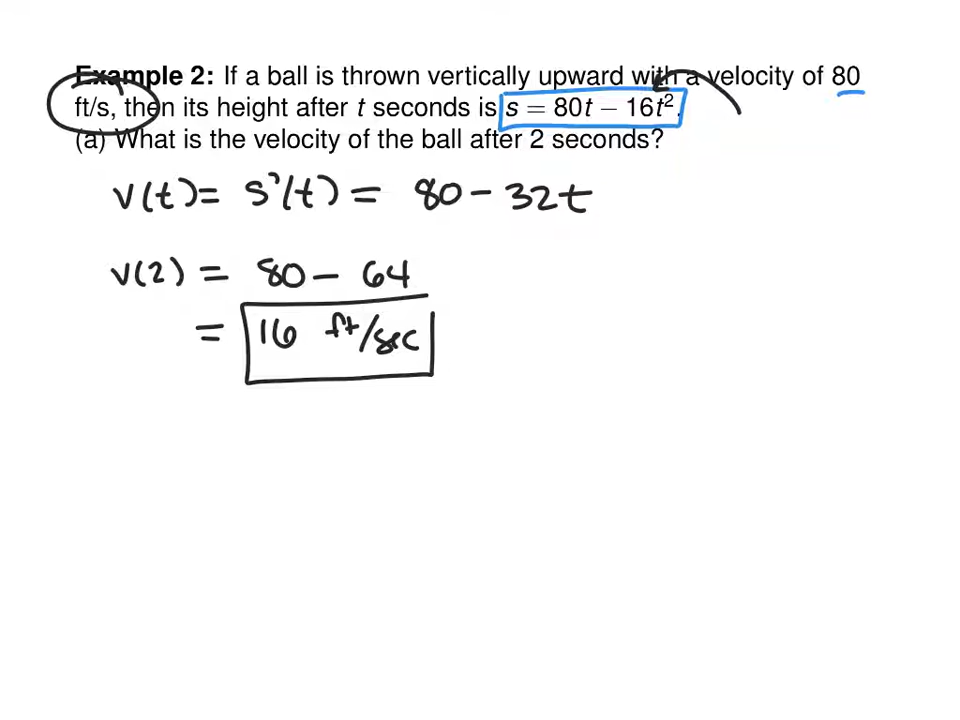 Example 2: If a ball is thrown vertically upward with a velocity of 80
ft/s, then its height after t seconds is s = 80t − 16t².
(a) What is the velocity of the ball after 2 seconds?
v(t) = s'(t) = 80 − 32t
v(2) = 80 − 64
= 16 ft/sec